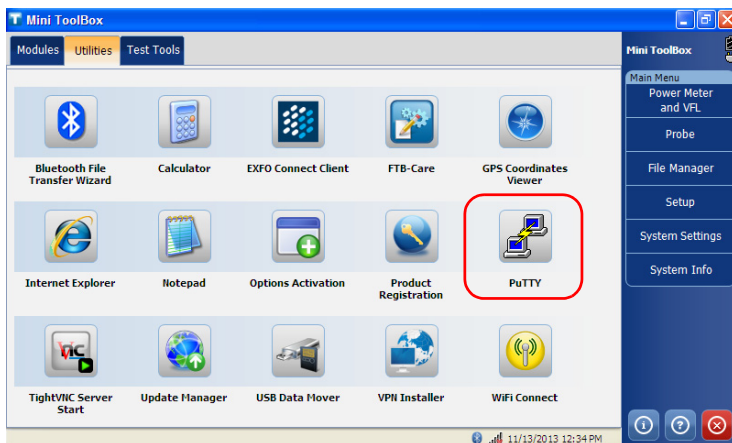 Mini ToolBox
Modules Utilities Test Tools
Bluetooth File
Transfer Wizard
Calculator
EXFO Connect Client
FTB-Care
GPS Coordinates
Viewer
Internet Explorer
Notepad
Options Activation
Product
Registration
PuTTY
TightVNC Server
Start
Update Manager
USB Data Mover
VPN Installer
WiFi Connect
Mini ToolBox
Main Menu
Power Meter
and VFL
Probe
File Manager
Setup
System Settings
System Info
11/13/2013 12:34 PM